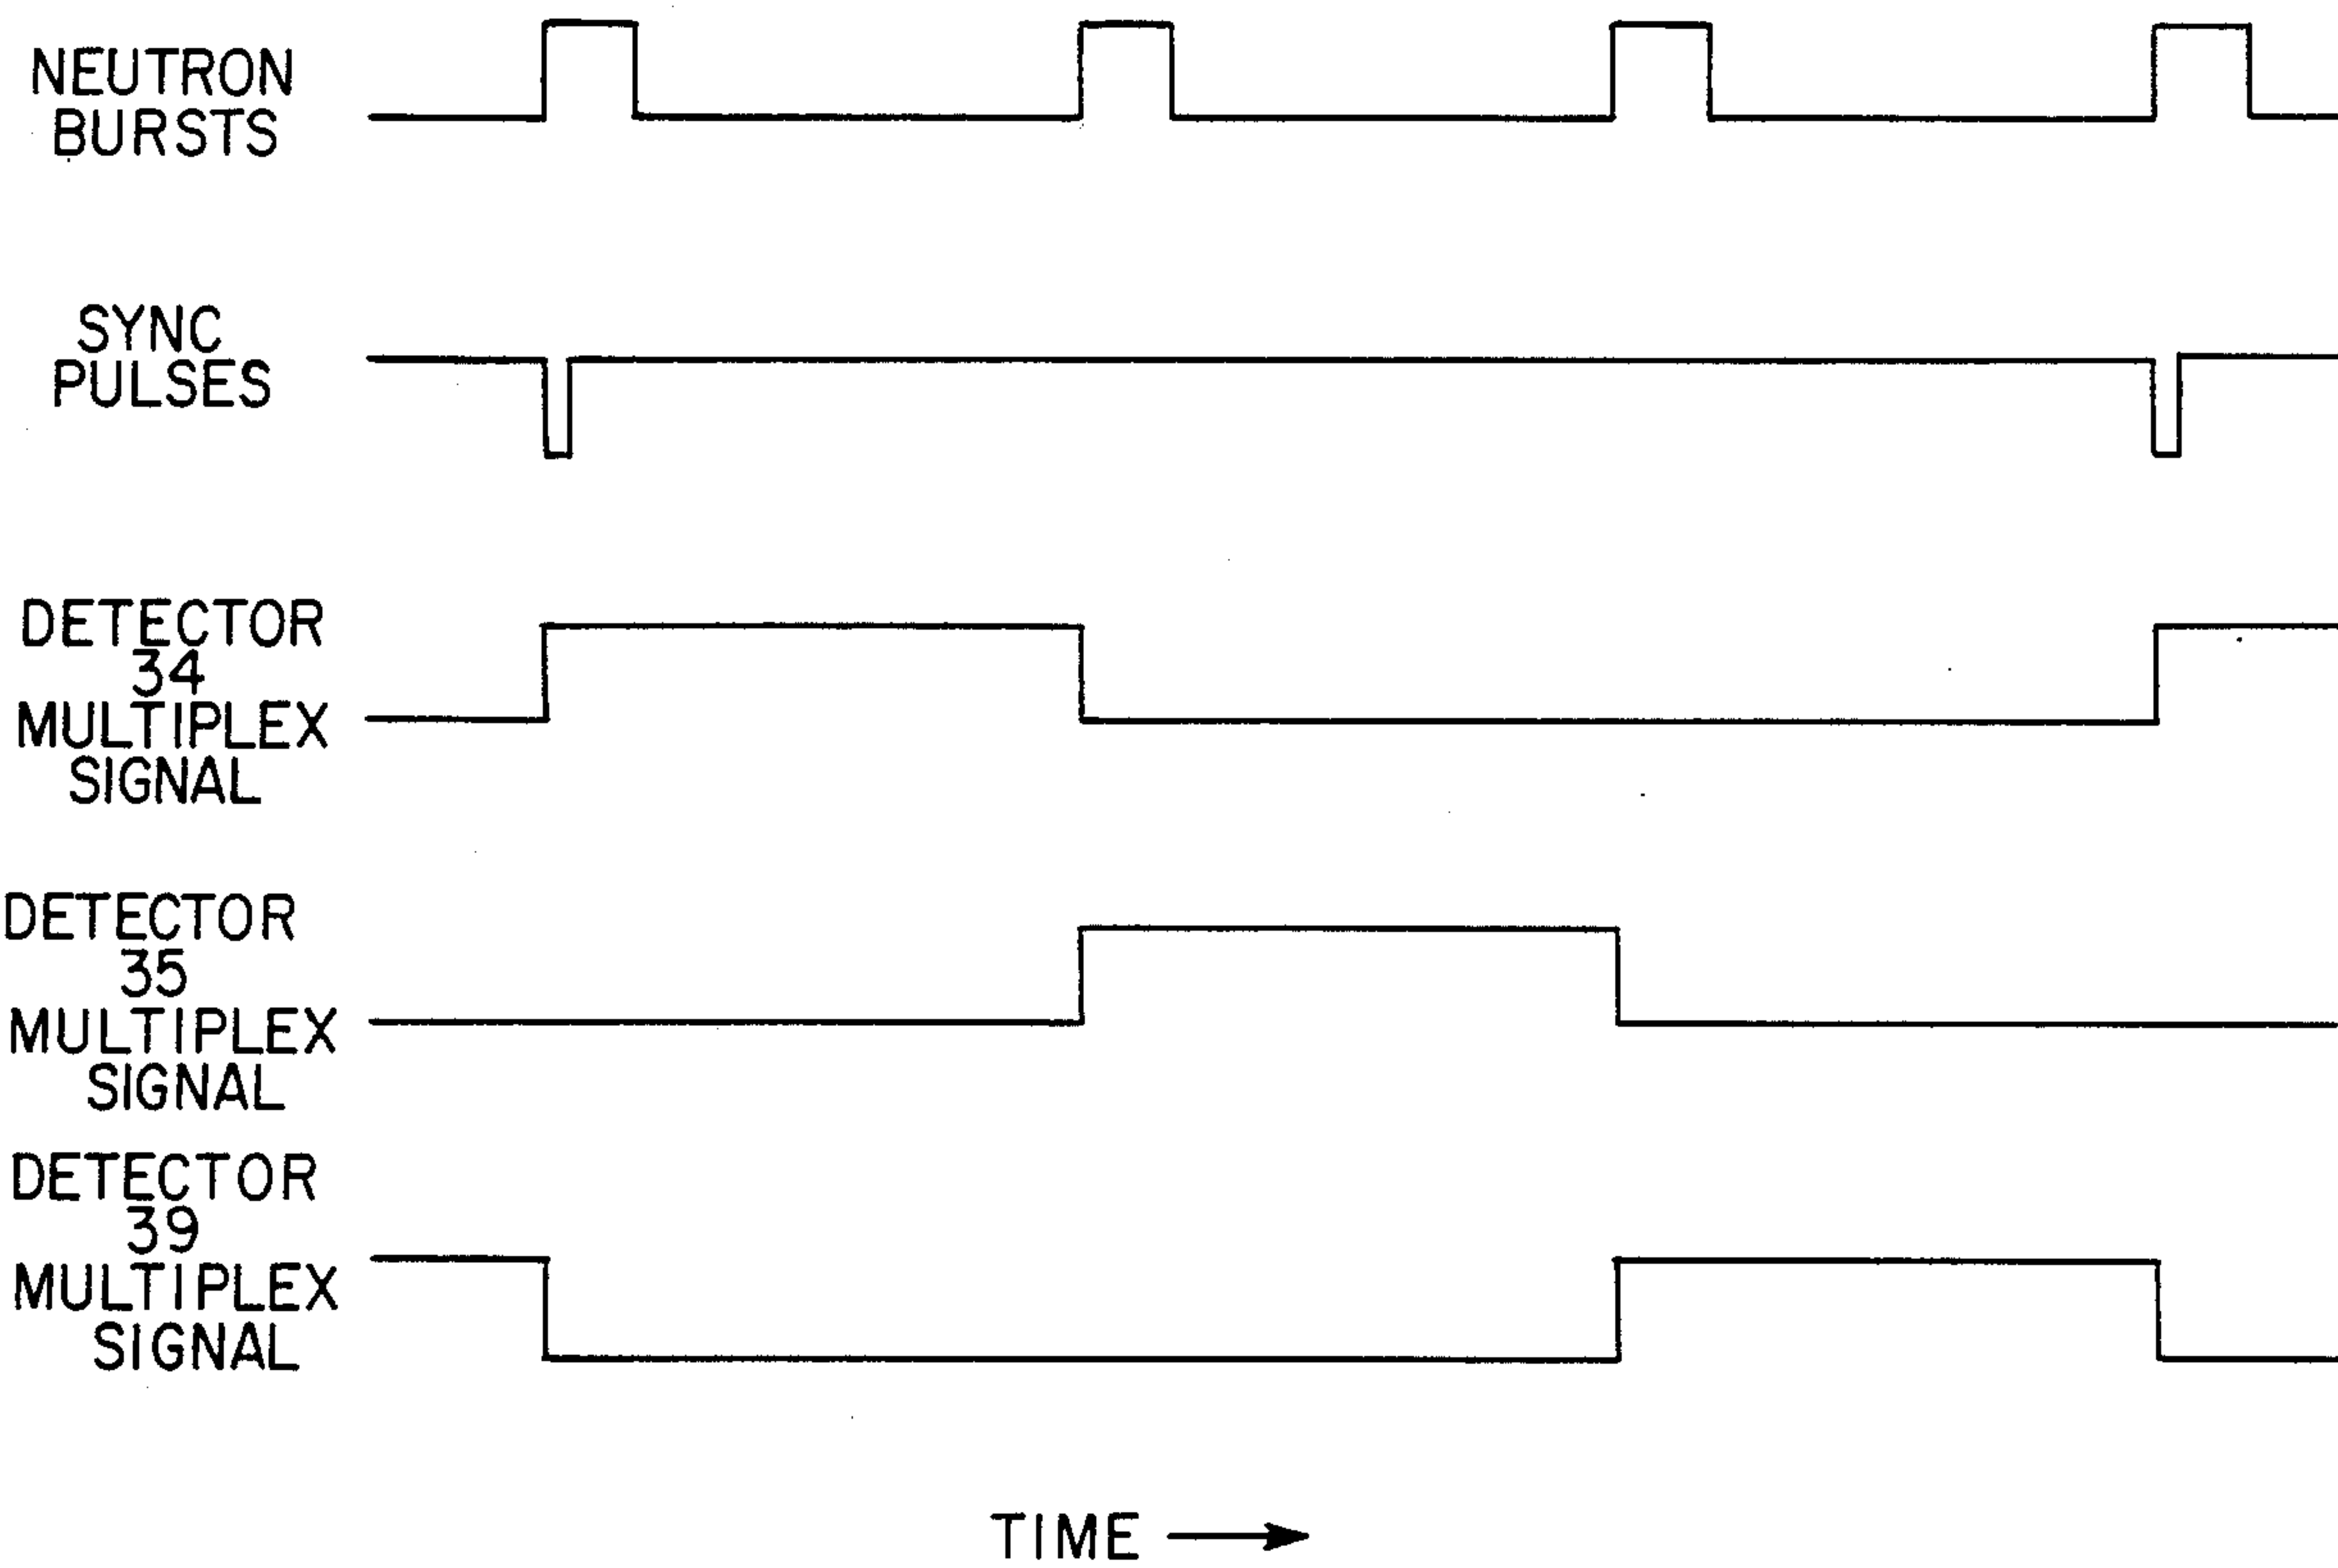 NEUTRON
BURSTS
SYNC
PULSES
DETECTOR
34
MULTIPLEX
SIGNAL
DETECTOR
35
MULTIPLEX
SIGNAL
DETECTOR
39
MULTIPLEX
SIGNAL
TIME